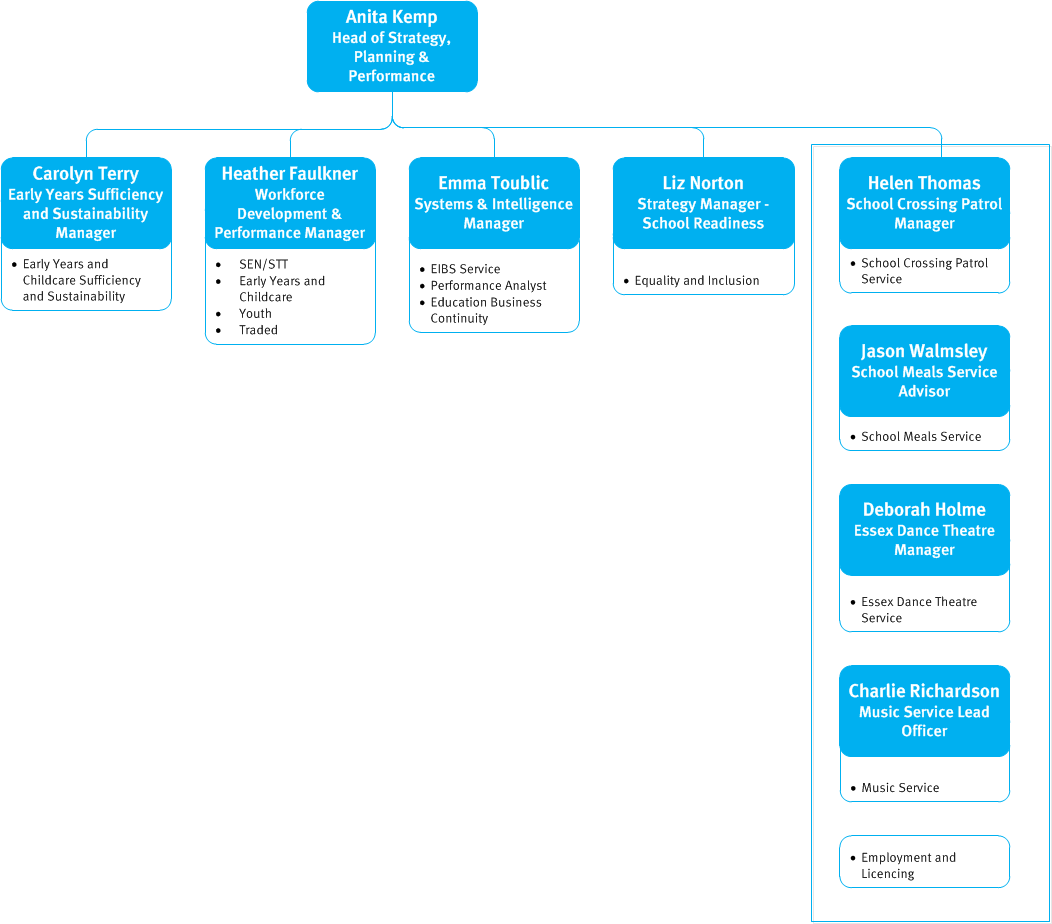 Anita Kemp
Head of Strategy,
Planning &
Performance
Carolyn Terry
Early Years Sufficiency
and Sustainability
Manager
• Early Years and
Childcare Sufficiency
and Sustainability
Heather Faulkner
Workforce
Development &
Performance Manager
• SEN/STT
• Early Years and
Childcare
• Youth
• Traded
Emma Toublic
Systems & Intelligence
Manager
• EIBS Service
• Performance Analyst
• Education Business
Continuity
Liz Norton
Strategy Manager -
School Readiness
• Equality and Inclusion
Helen Thomas
School Crossing Patrol
Manager
• School Crossing Patrol
Service
Jason Walmsley
School Meals Service
Advisor
• School Meals Service
Deborah Holme
Essex Dance Theatre
Manager
• Essex Dance Theatre
Service
Charlie Richardson
Music Service Lead
Officer
• Music Service
• Employment and
Licencing